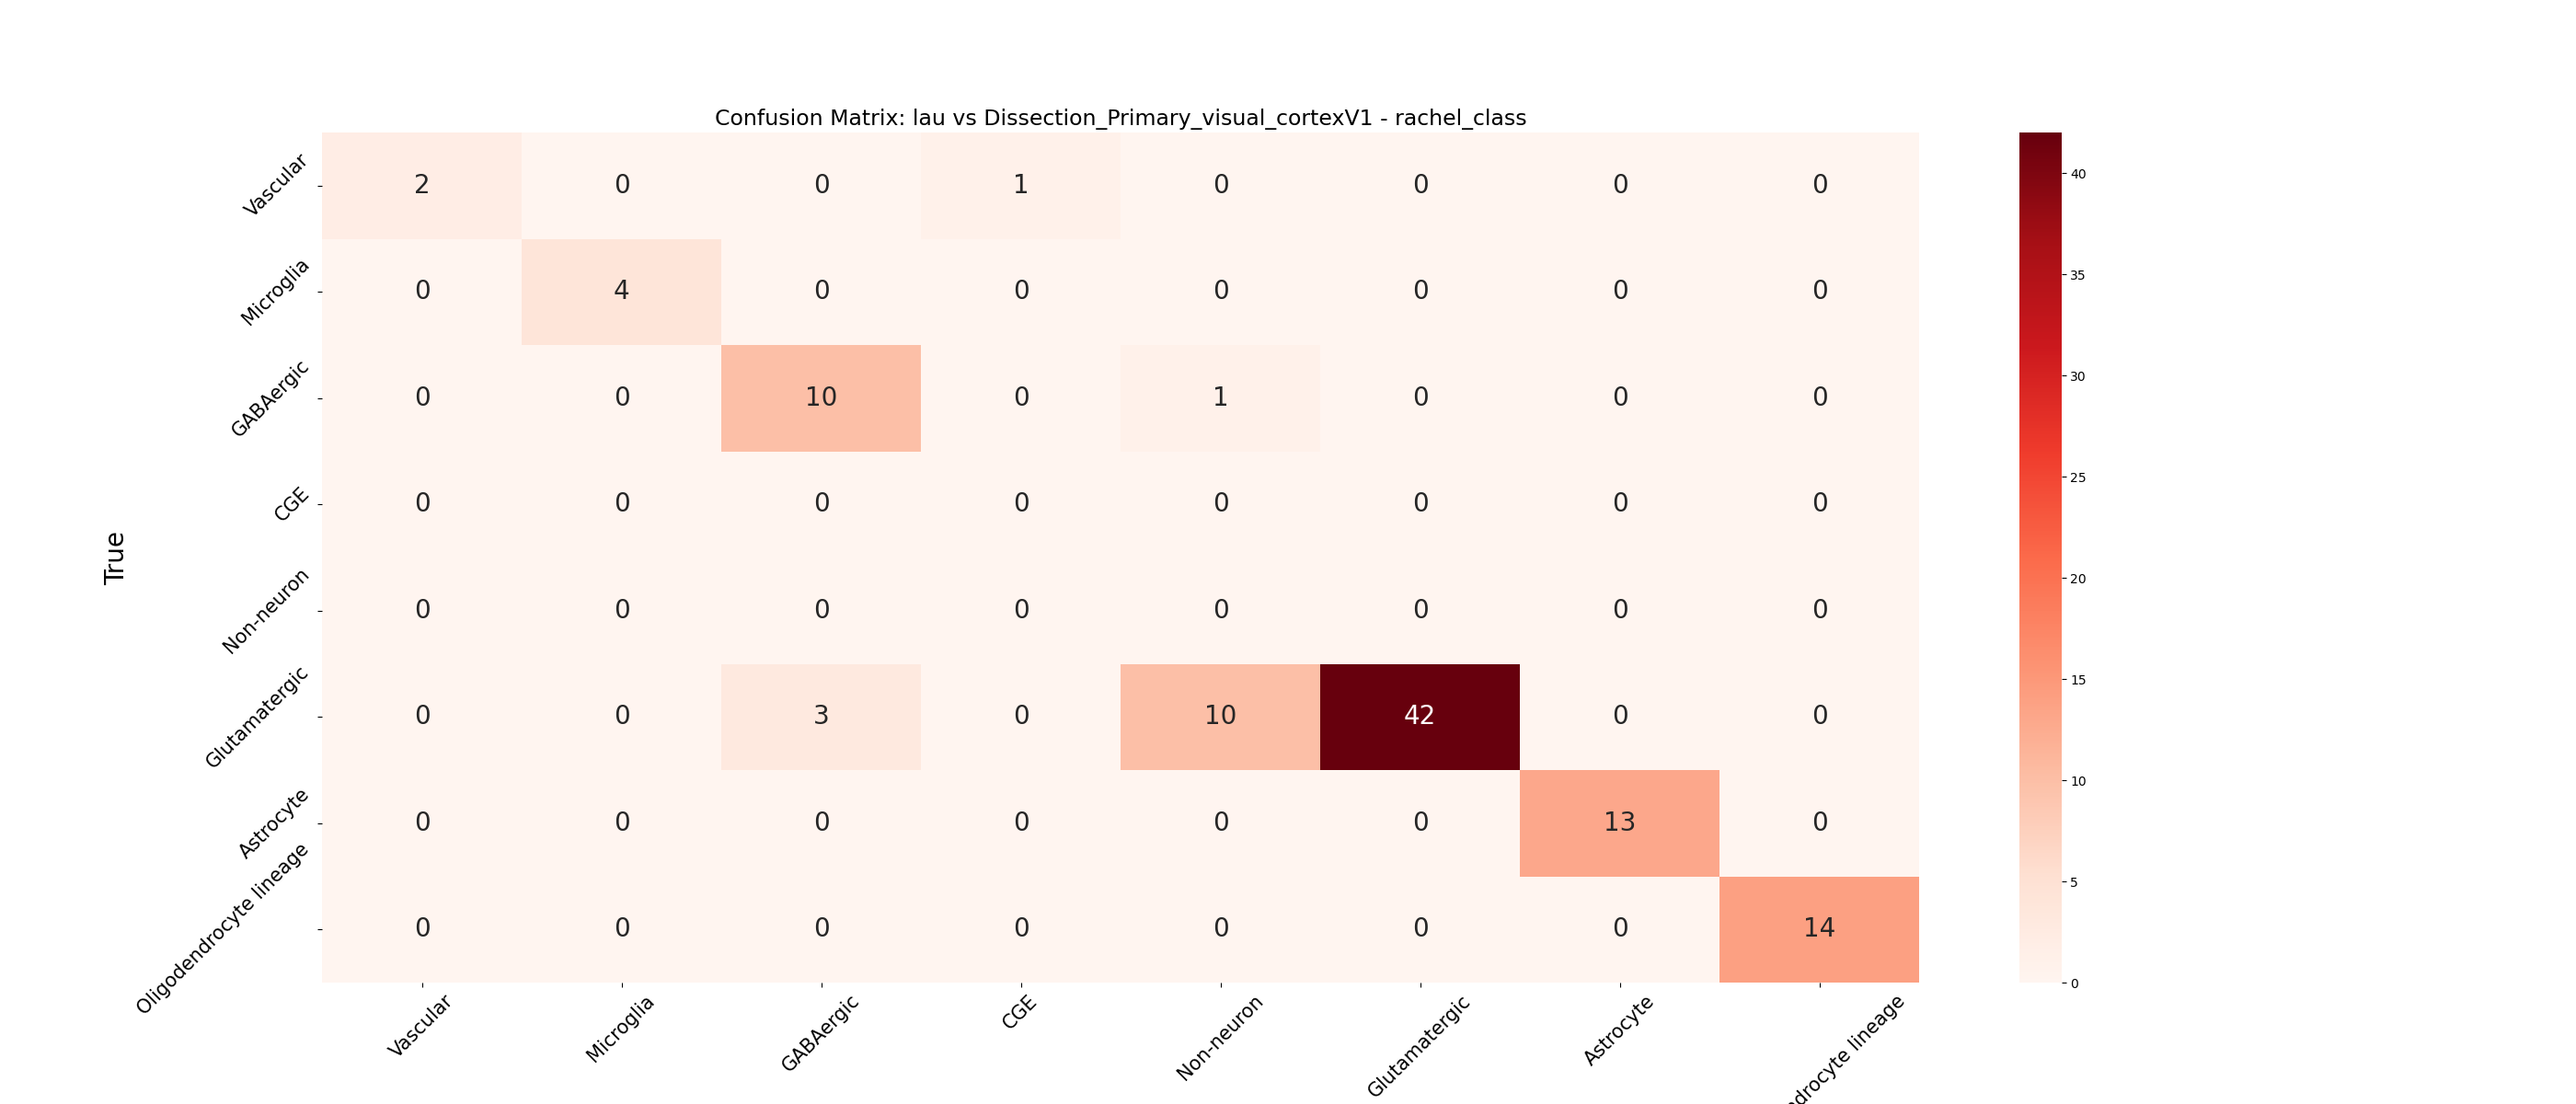 Confusion Matrix: lau vs Dissection_Primary_visual_cortexV1 - rachel_class
True
Vascular 2 0 0 1 0 0 0 0
Microglia 0 4 0 0 0 0 0 0
GABAergic 0 0 10 0 1 0 0 0
CGE 0 0 0 0 0 0 0 0
Non-neuron 0 0 0 0 0 0 0 0
Glutamatergic 0 0 3 0 10 42 0 0
Astrocyte 0 0 0 0 0 0 13 0
Oligodendrocyte lineage 0 0 0 0 0 0 0 14
Vascular Microglia GABAergic CGE Non-neuron Glutamatergic Astrocyte lineage
40
35
30
25
20
15
10
5
0